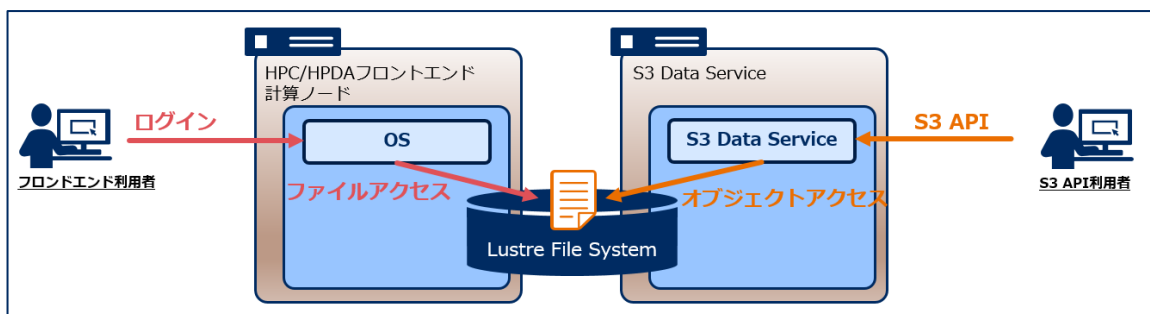 HPC/HPDAフロントエンド
計算ノード
S3 Data Service
ログイン
OS
S3 Data Service
S3 API
ファイルアクセス
オブジェクトアクセス
フロンドエンド利用者
S3 API利用者
Lustre File System